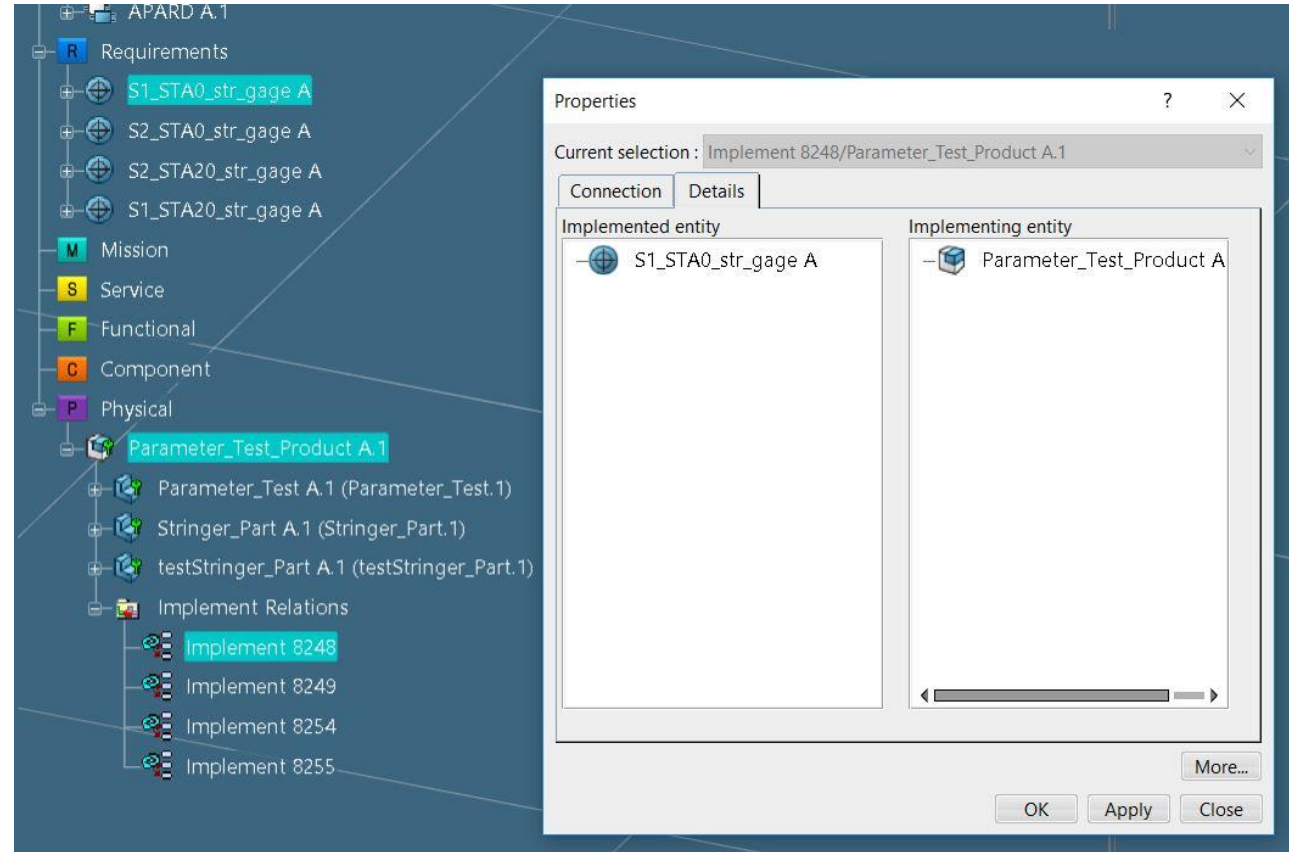 APARD A.1
R Requirements
S1_STA0_str_gage A
S2_STA0_str_gage A
S2_STA20_str_gage A
S1_STA20_str_gage A
M Mission
S Service
F Functional
C Component
P Physical
Parameter_Test_Product A.1
Parameter_Test A.1 (Parameter_Test.1)
Stringer_Part A.1 (Stringer_Part.1)
testStringer_Part A.1 (testStringer_Part.1)
Implement Relations
Implement 8248
Implement 8249
Implement 8254
Implement 8255
Properties ?
Current selection : Implement 8248/Parameter_Test_Product A.1
Connection Details
Implemented entity Implementing entity
S1_STA0_str_gage A Parameter_Test_Product A
More...
OK Apply Close